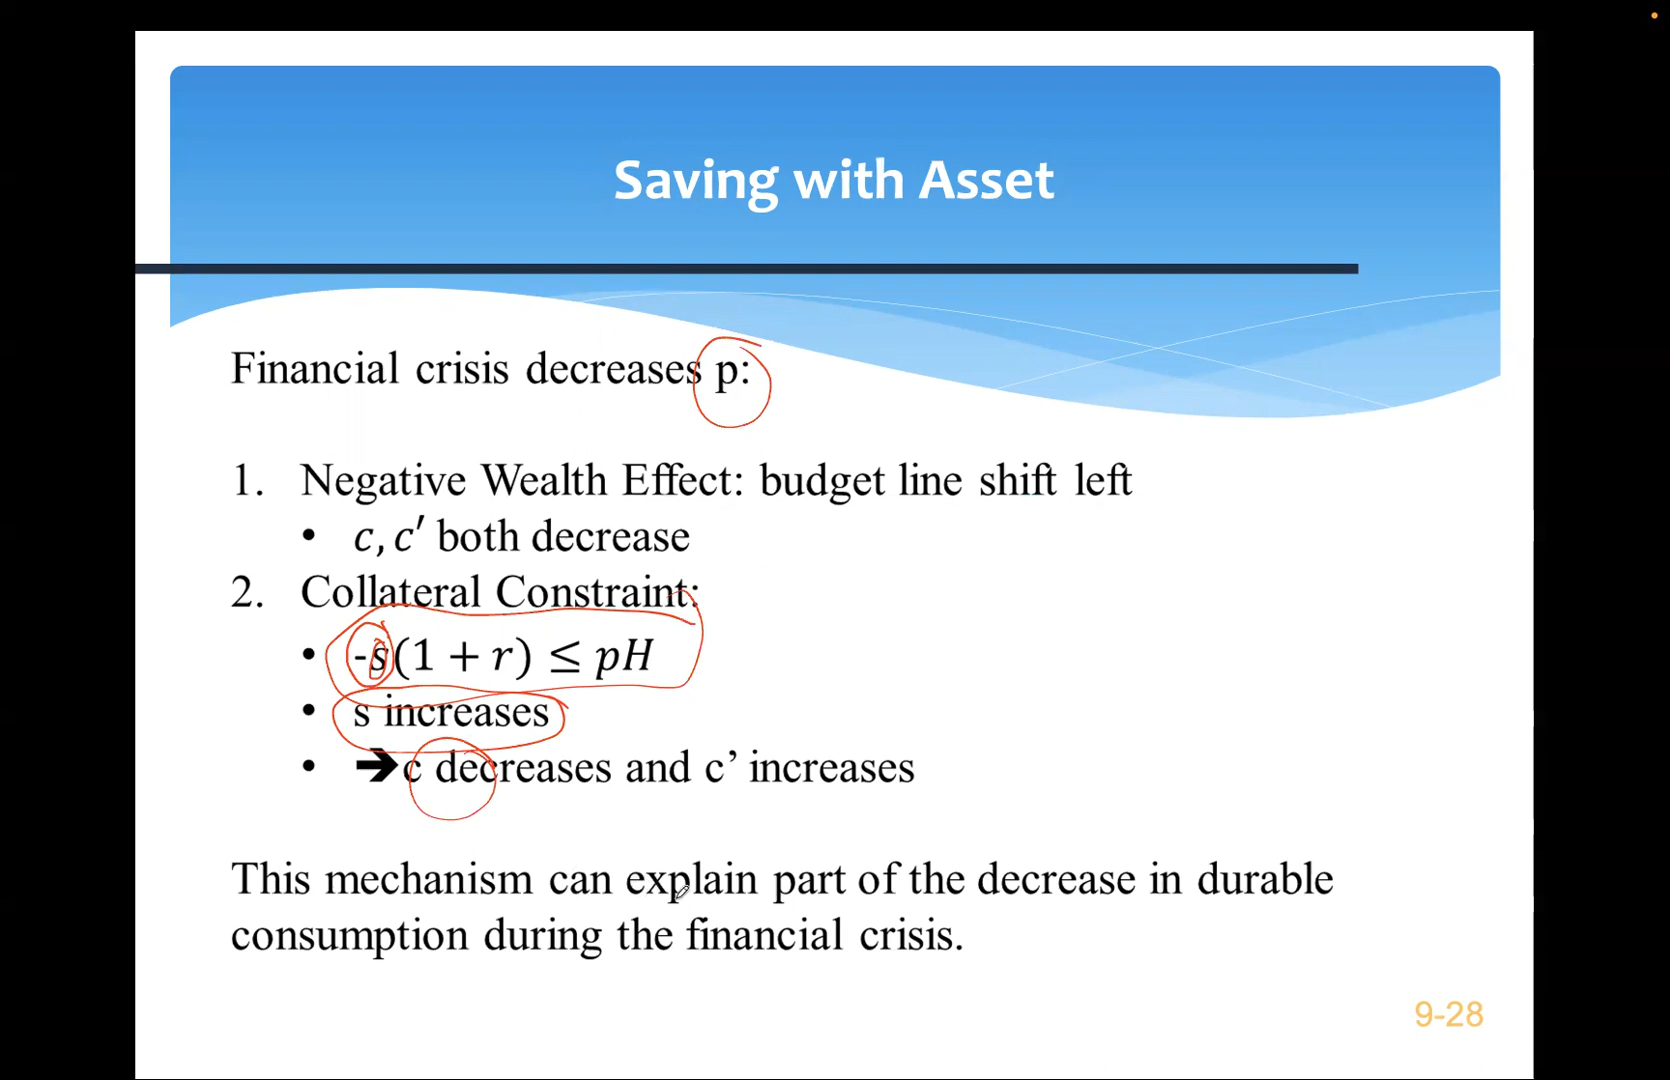 Saving with Asset
Financial crisis decreases p:
1. Negative Wealth Effect: budget line shift left
• c, c′ both decrease
2. Collateral Constraint:
• -s(1 + r) ≤ pH
• s increases
• ➔c decreases and c’ increases
This mechanism can explain part of the decrease in durable
consumption during the financial crisis.
9-28